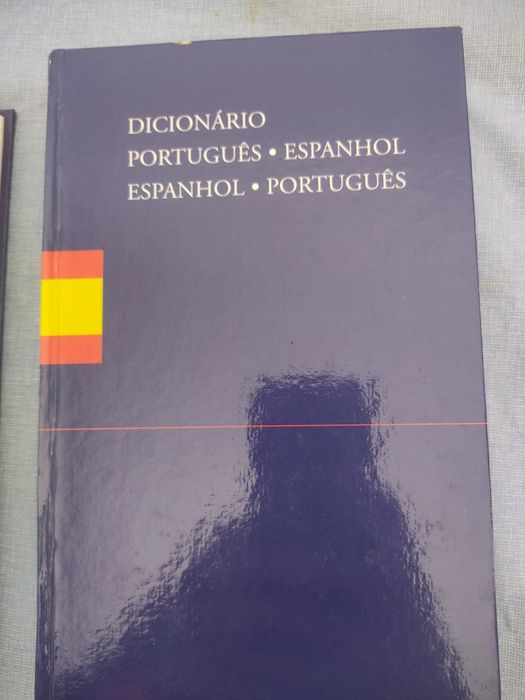 DICIONÁRIO
PORTUGUÊS • ESPANHOL
ESPANHOL • PORTUGUÊS